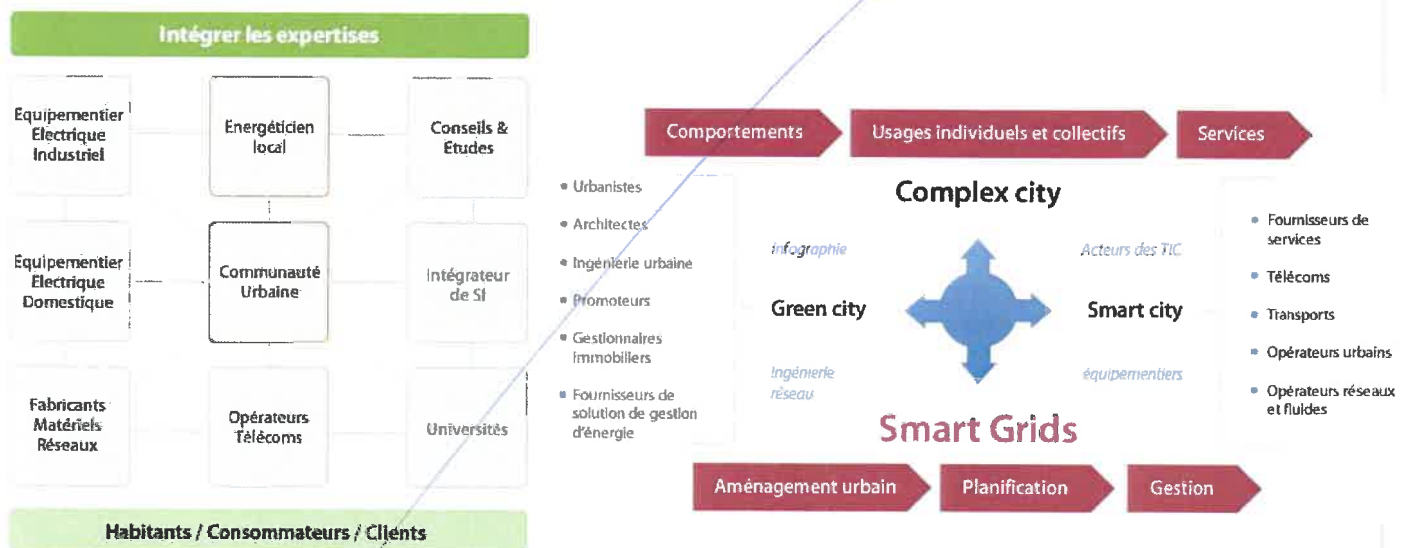 Intégrer les expertises
Equipementier
Electrique
Industriel
Energéticien
local
Conseils &
Etudes
Equipementier
Electrique
Domestique
Communauté
Urbaine
Intégrateur
de SI
Fabricants
Matériels
Réseaux
Opérateurs
Télécoms
Universités
Habitants / Consommateurs / Clients
Comportements
Usages individuels et collectifs
Services
• Urbanistes
• Architectes
• Ingénierie urbaine
• Promoteurs
• Gestionnaires
immobiliers
• Fournisseurs de
solution de gestion
d'énergie
Complex city
infographie
Acteurs des TIC
Green city
Smart city
Ingénierie
réseau
équipementiers
Smart Grids
• Fournisseurs de
services
• Télécoms
• Transports
• Opérateurs urbains
• Opérateurs réseaux
et fluides
Aménagement urbain
Planification
Gestion